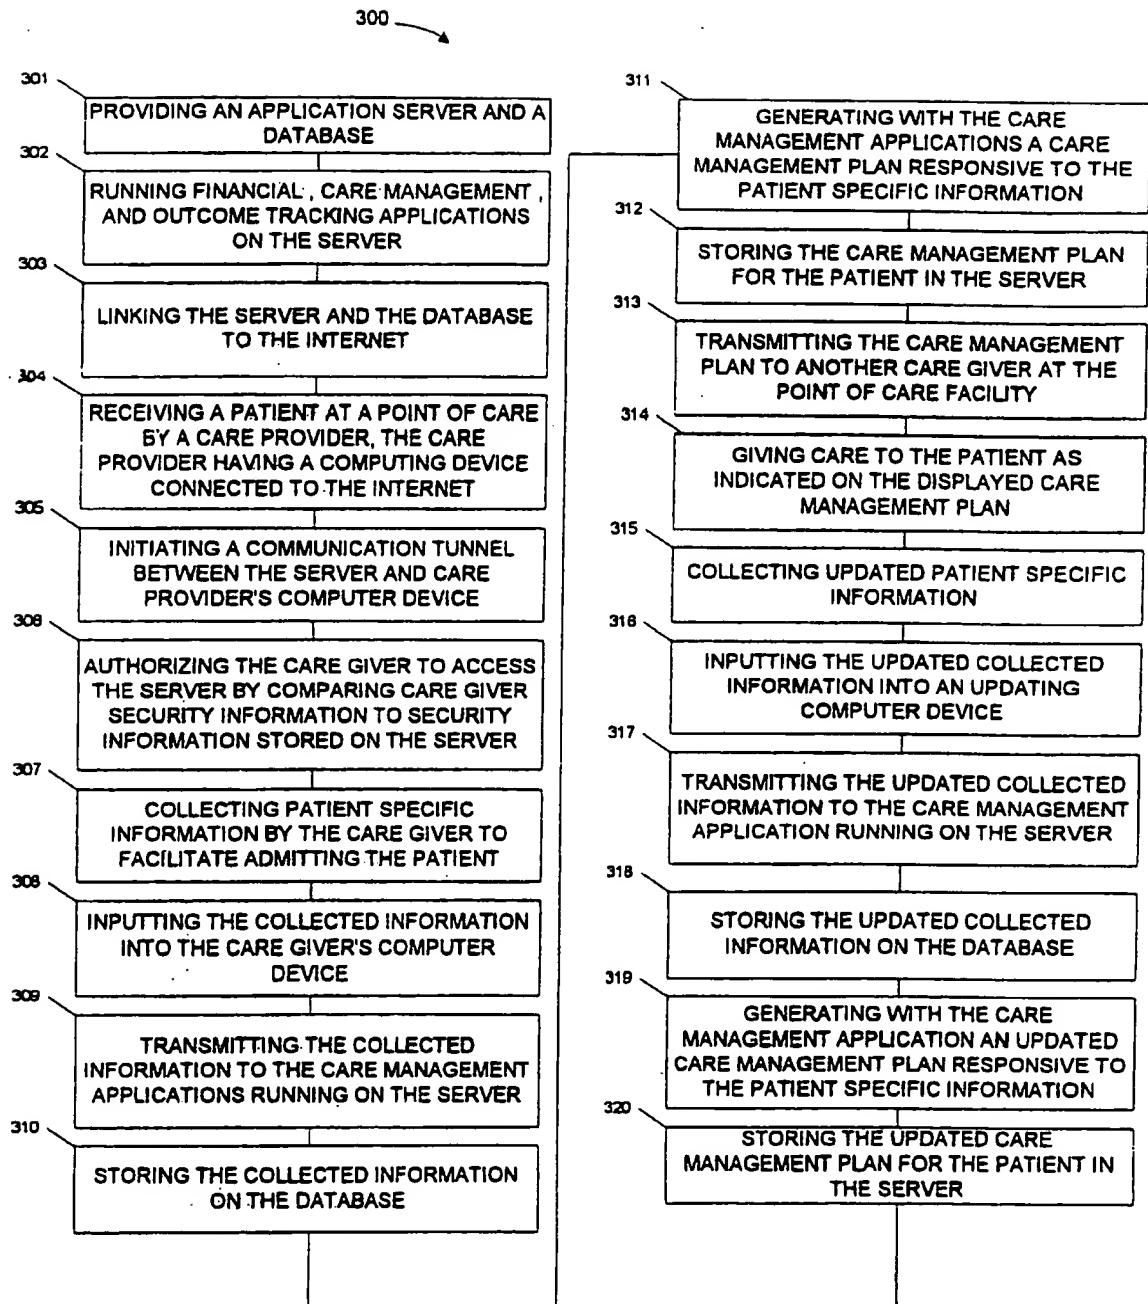 300
301
PROVIDING AN APPLICATION SERVER AND A
DATABASE
302
RUNNING FINANCIAL , CARE MANAGEMENT ,
AND OUTCOME TRACKING APPLICATIONS
ON THE SERVER
303
LINKING THE SERVER AND THE DATABASE
TO THE INTERNET
304
RECEIVING A PATIENT AT A POINT OF CARE
BY A CARE PROVIDER, THE CARE
PROVIDER HAVING A COMPUTING DEVICE
CONNECTED TO THE INTERNET
305
INITIATING A COMMUNICATION TUNNEL
BETWEEN THE SERVER AND CARE
PROVIDER'S COMPUTER DEVICE
306
AUTHORIZING THE CARE GIVER TO ACCESS
THE SERVER BY COMPARING CARE GIVER
SECURITY INFORMATION TO SECURITY
INFORMATION STORED ON THE SERVER
307
COLLECTING PATIENT SPECIFIC
INFORMATION BY THE CARE GIVER TO
FACILITATE ADMITTING THE PATIENT
308
INPUTTING THE COLLECTED INFORMATION
INTO THE CARE GIVER'S COMPUTER
DEVICE
309
TRANSMITTING THE COLLECTED
INFORMATION TO THE CARE MANAGEMENT
APPLICATIONS RUNNING ON THE SERVER
310
STORING THE COLLECTED INFORMATION
ON THE DATABASE
311
GENERATING WITH THE CARE
MANAGEMENT APPLICATIONS A CARE
MANAGEMENT PLAN RESPONSIVE TO THE
PATIENT SPECIFIC INFORMATION
312
STORING THE CARE MANAGEMENT PLAN
FOR THE PATIENT IN THE SERVER
313
TRANSMITTING THE CARE MANAGEMENT
PLAN TO ANOTHER CARE GIVER AT THE
POINT OF CARE FACILITY
314
GIVING CARE TO THE PATIENT AS
INDICATED ON THE DISPLAYED CARE
MANAGEMENT PLAN
315
COLLECTING UPDATED PATIENT SPECIFIC
INFORMATION
316
INPUTTING THE UPDATED COLLECTED
INFORMATION INTO AN UPDATING
COMPUTER DEVICE
317
TRANSMITTING THE UPDATED COLLECTED
INFORMATION TO THE CARE MANAGEMENT
APPLICATION RUNNING ON THE SERVER
318
STORING THE UPDATED COLLECTED
INFORMATION ON THE DATABASE
319
GENERATING WITH THE CARE
MANAGEMENT APPLICATION AN UPDATED
CARE MANAGEMENT PLAN RESPONSIVE TO
THE PATIENT SPECIFIC INFORMATION
320
STORING THE UPDATED CARE
MANAGEMENT PLAN FOR THE PATIENT IN
THE SERVER